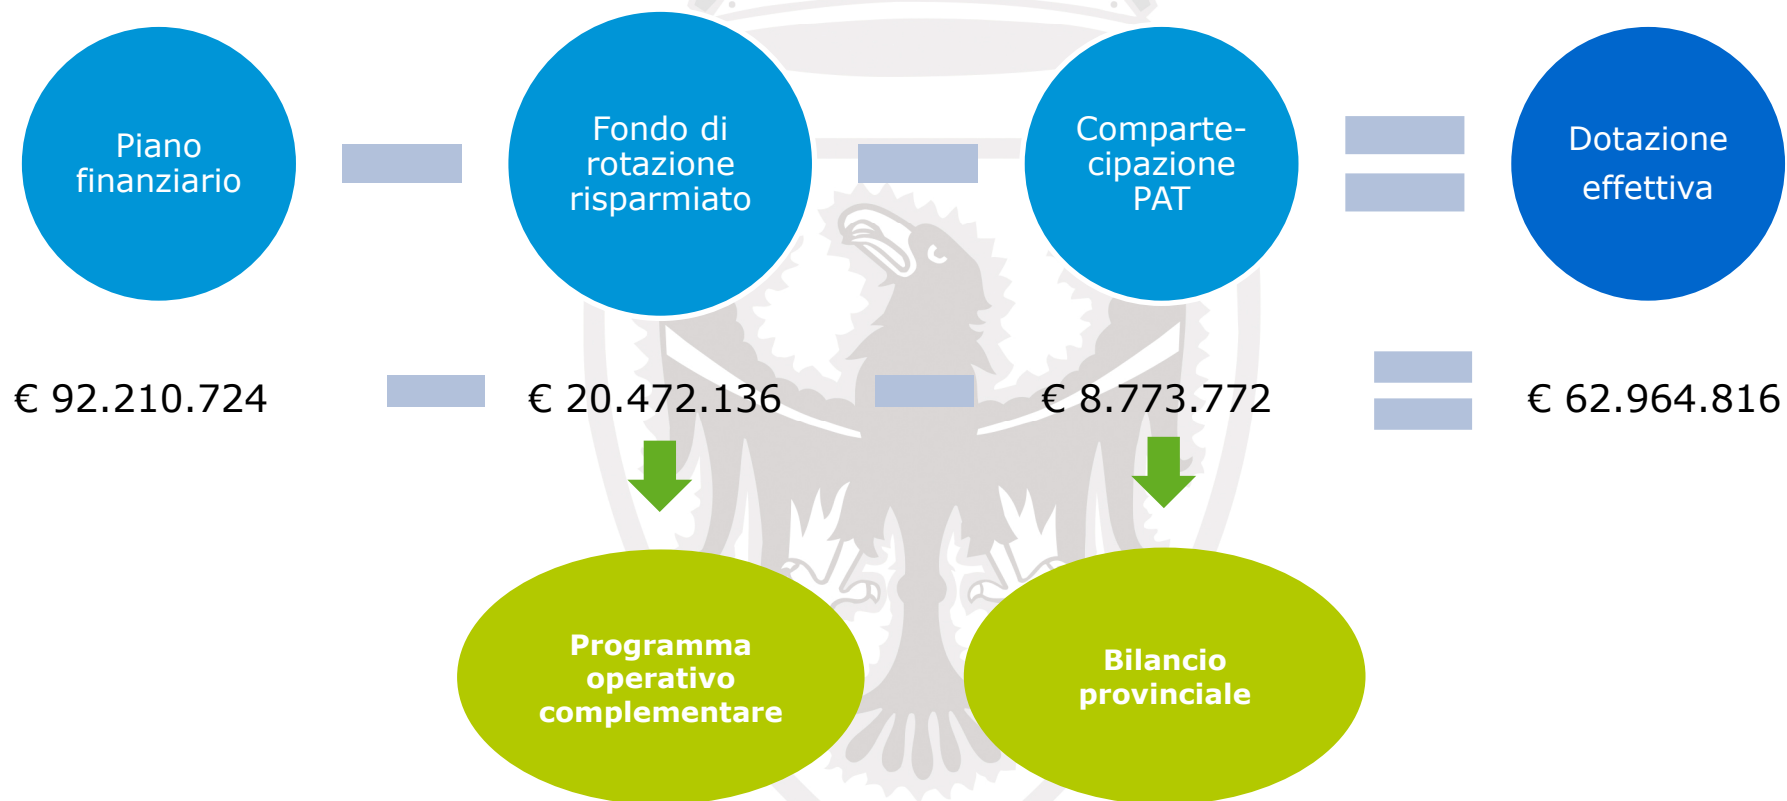 Piano
finanziario
Fondo di
rotazione
risparmiato
Comparte-
cipazione
PAT
Dotazione
effettiva
€ 92.210.724
€ 20.472.136
€ 8.773.772
€ 62.964.816
Programma
operativo
complementare
Bilancio
provinciale